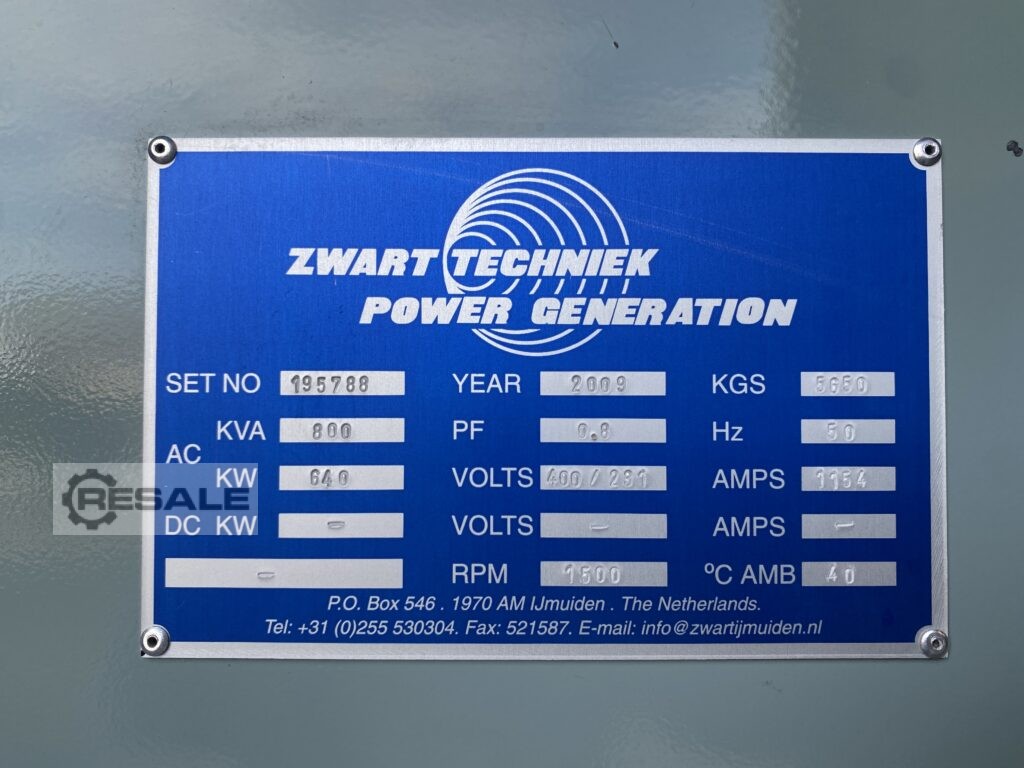 ZWART TECHNIEK
POWER GENERATION
SET NO 195788 YEAR 2009 KGS 5650
AC KVA 800 PF 0.8 Hz 50
KW 640 VOLTS 400/231 AMPS 1154
DC KW - VOLTS - AMPS -
- RPM 1500 ºC AMB 40
P.O. Box 546 . 1970 AM IJmuiden . The Netherlands.
Tel: +31 (0)255 530304. Fax: 521587. E-mail: info@zwartijmuiden.nl
RESALE